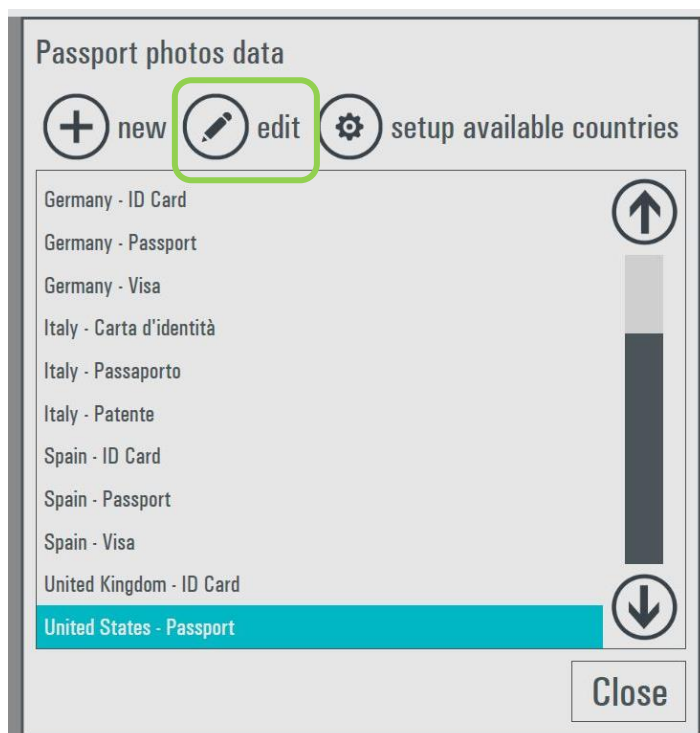 Passport photos data
new edit setup available countries
Germany - ID Card
Germany - Passport
Germany - Visa
Italy - Carta d'identità
Italy - Passaporto
Italy - Patente
Spain - ID Card
Spain - Passport
Spain - Visa
United Kingdom - ID Card
United States - Passport
Close